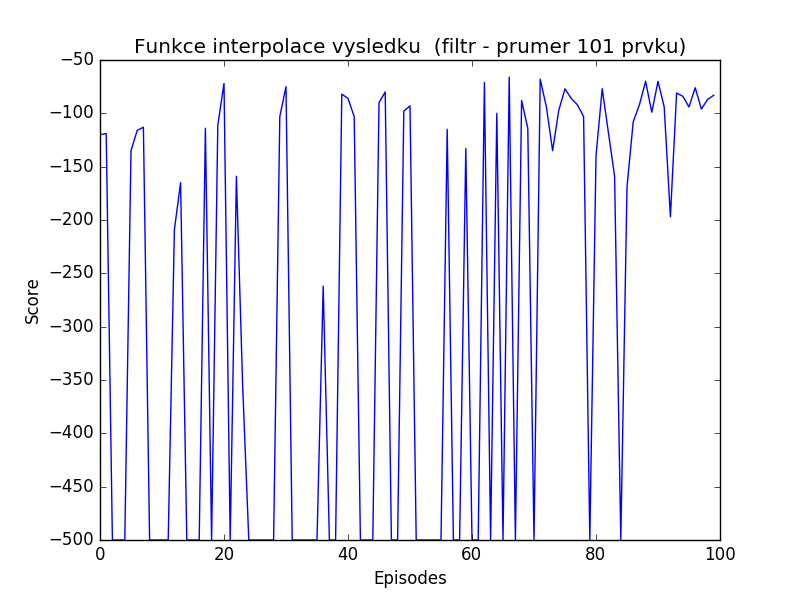 Funkce interpolace vysledku  (filtr - prumer 101 prvku)
−50
−100
−150
−200
−250
−300
−350
−400
−450
−500
Score
0 20 40 60 80 100
Episodes